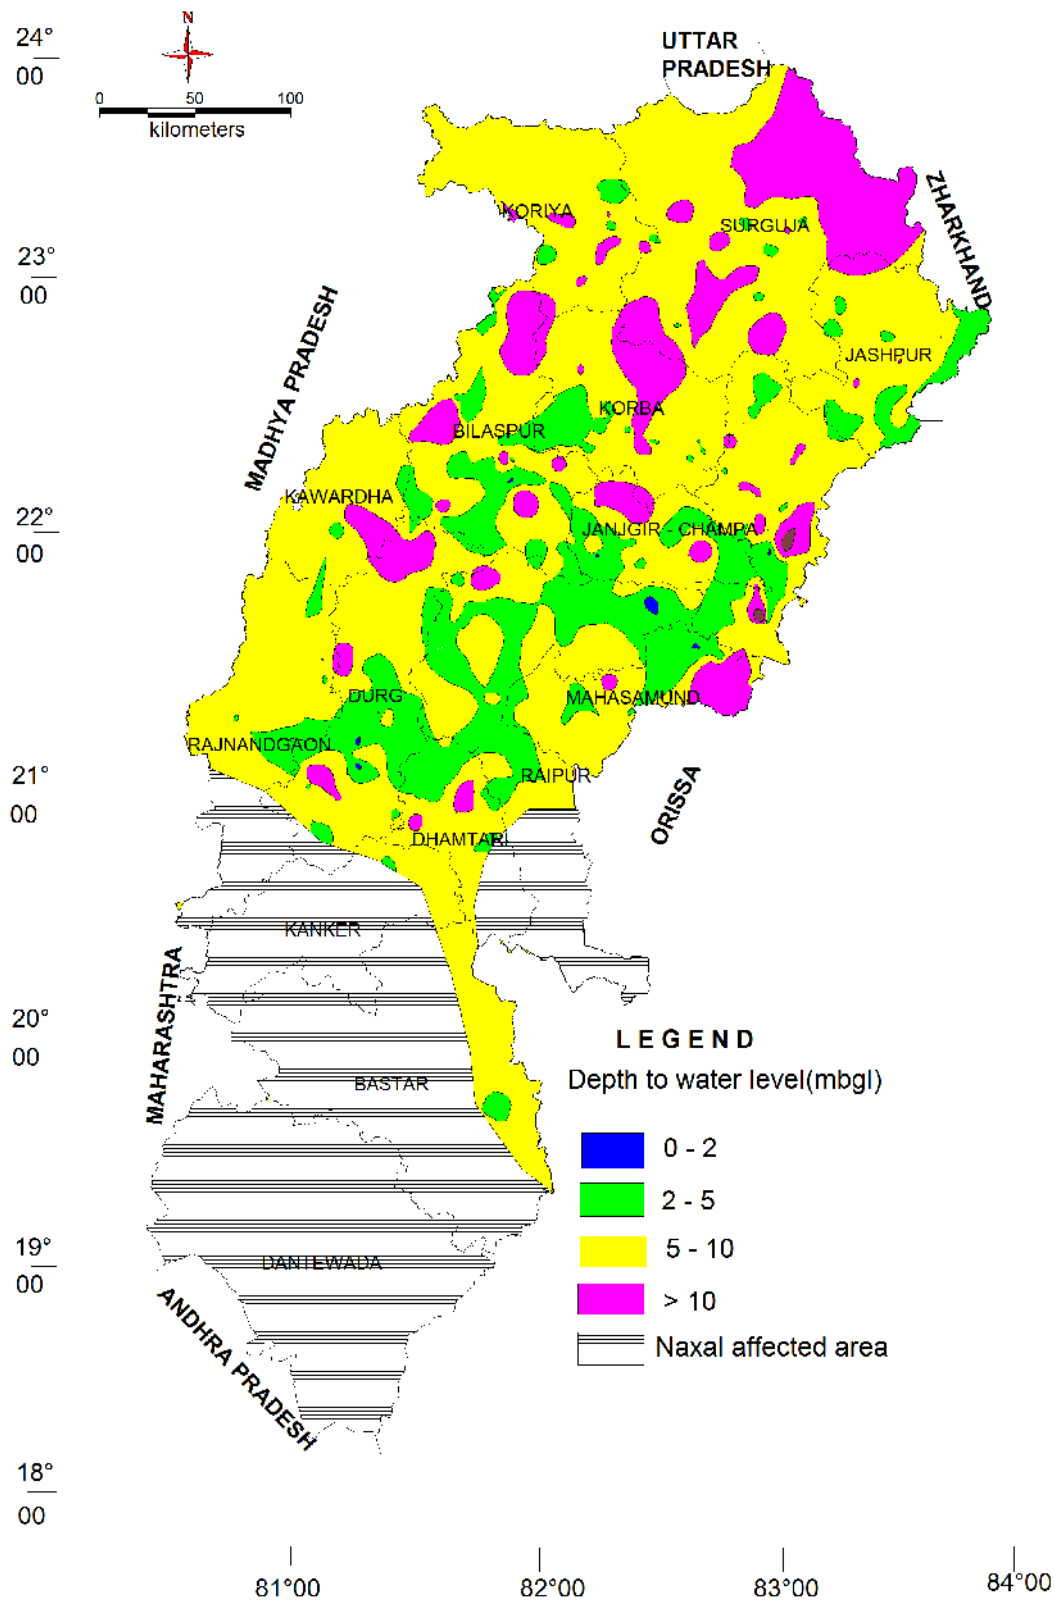 N
24°
00
0 50 100
kilometers
UTTAR
PRADESH
ZHARKHAND
KORIYA
SURGUJA
23°
00
MADHYA PRADESH
JASHPUR
KORBA
BILASPUR
KAWARDHA
22°
00
JANJGIR - CHAMPA
DURG
MAHASAMUND
RAJNANDGAON
21°
00
RAIPUR
ORISSA
DHAMTARI
KANKER
MAHARASHTRA
20°
00
LEGEND
Depth to water level(mbgl)
BASTAR
0 - 2
2 - 5
5 - 10
> 10
Naxal affected area
19°
00
DANTEWADA
ANDHRA PRADESH
18°
00
81°00 82°00 83°00 84°00